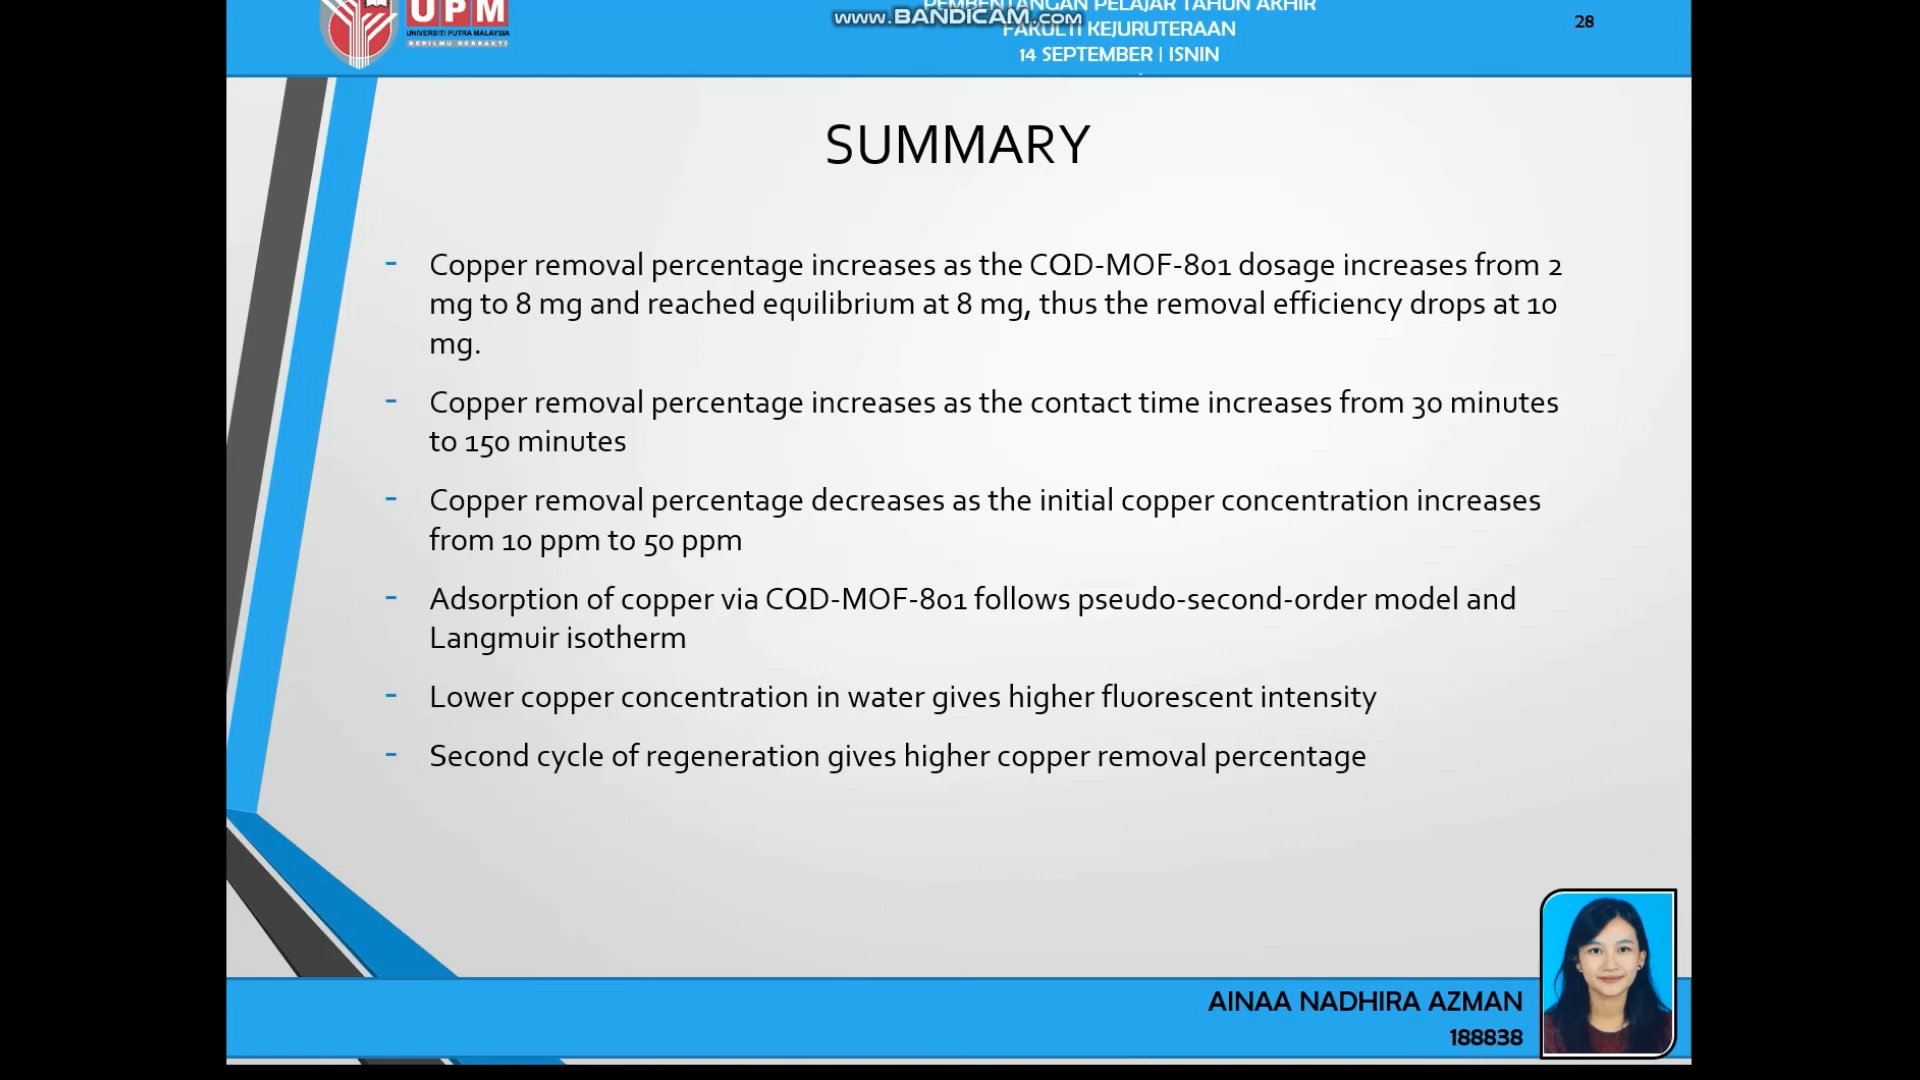 UPM
UNIVERSITI PUTRA MALAYSIA
BERILMU BERBAKTI
www.BANDICAM.com
PEMBENTANGAN PELAJAR TAHUN AKHIR
FAKULTI KEJURUTERAAN
14 SEPTEMBER | ISNIN
28
SUMMARY
- Copper removal percentage increases as the CQD-MOF-801 dosage increases from 2
mg to 8 mg and reached equilibrium at 8 mg, thus the removal efficiency drops at 10
mg.
- Copper removal percentage increases as the contact time increases from 30 minutes
to 150 minutes
- Copper removal percentage decreases as the initial copper concentration increases
from 10 ppm to 50 ppm
- Adsorption of copper via CQD-MOF-801 follows pseudo-second-order model and
Langmuir isotherm
- Lower copper concentration in water gives higher fluorescent intensity
- Second cycle of regeneration gives higher copper removal percentage
AINAA NADHIRA AZMAN
188838